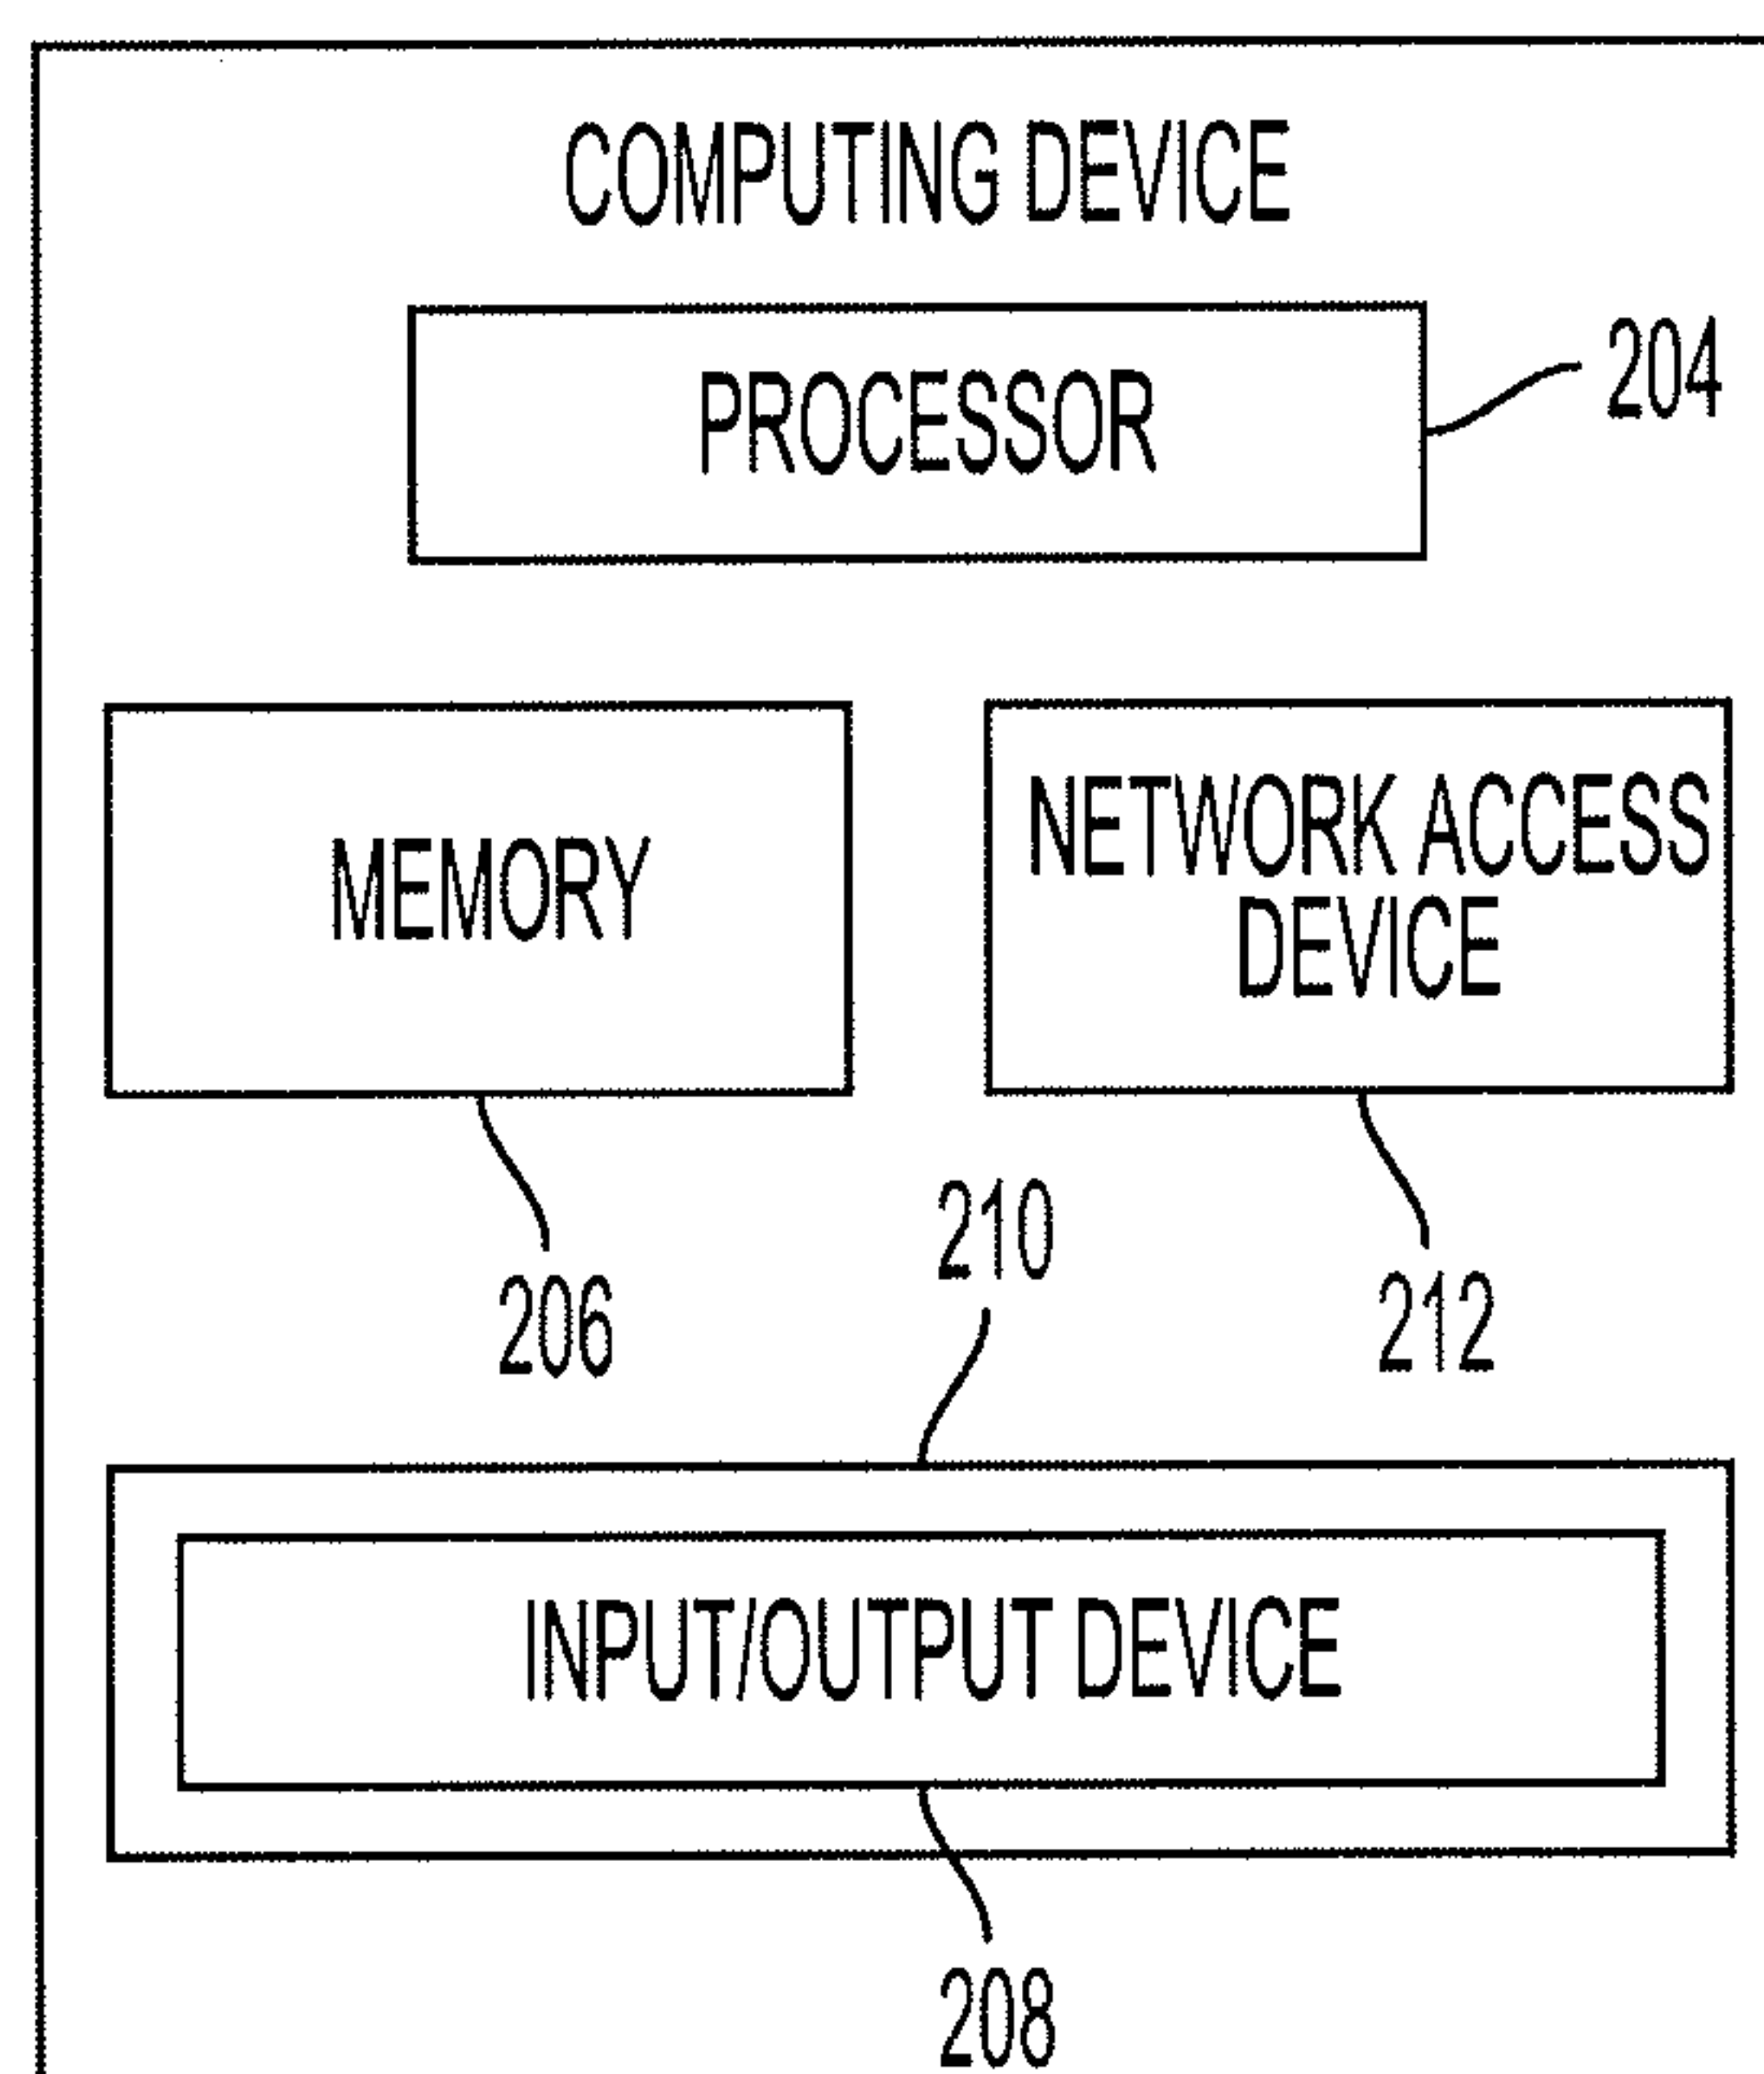 COMPUTING DEVICE
PROCESSOR
204
MEMORY
NETWORK ACCESS
DEVICE
206
210
212
INPUT/OUTPUT DEVICE
208